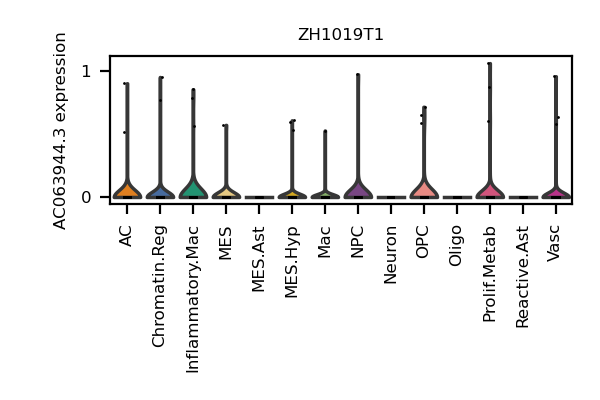 ZH1019T1
AC063944.3 expression
1
0
AC
Chromatin.Reg
Inflammatory.Mac
MES
MES.Ast
MES.Hyp
Mac
NPC
Neuron
OPC
Oligo
Prolif.Metab
Reactive.Ast
Vasc